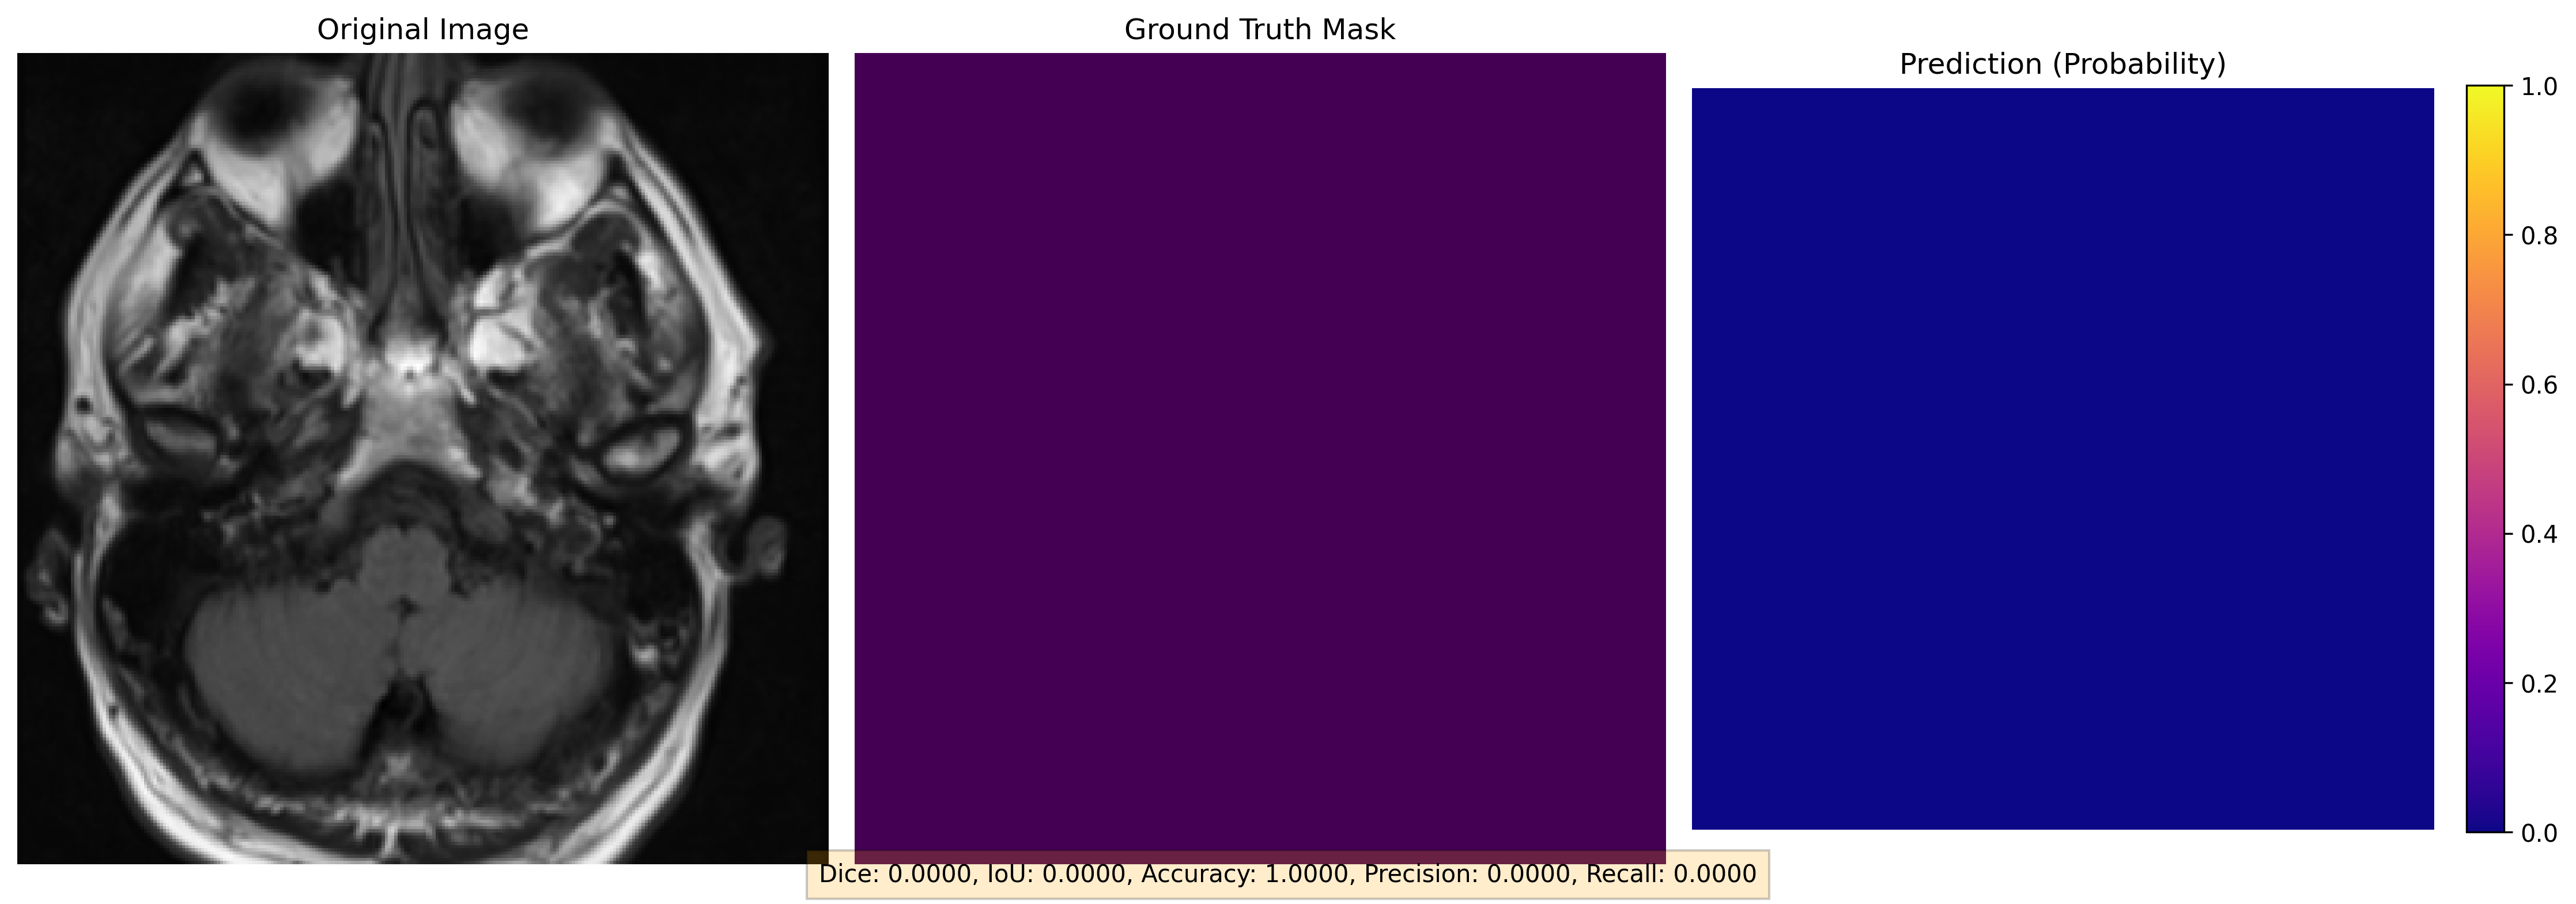 Original Image
Ground Truth Mask
Prediction (Probability)
1.0
0.8
0.6
0.4
0.2
0.0
Dice: 0.0000, IoU: 0.0000, Accuracy: 1.0000, Precision: 0.0000, Recall: 0.0000